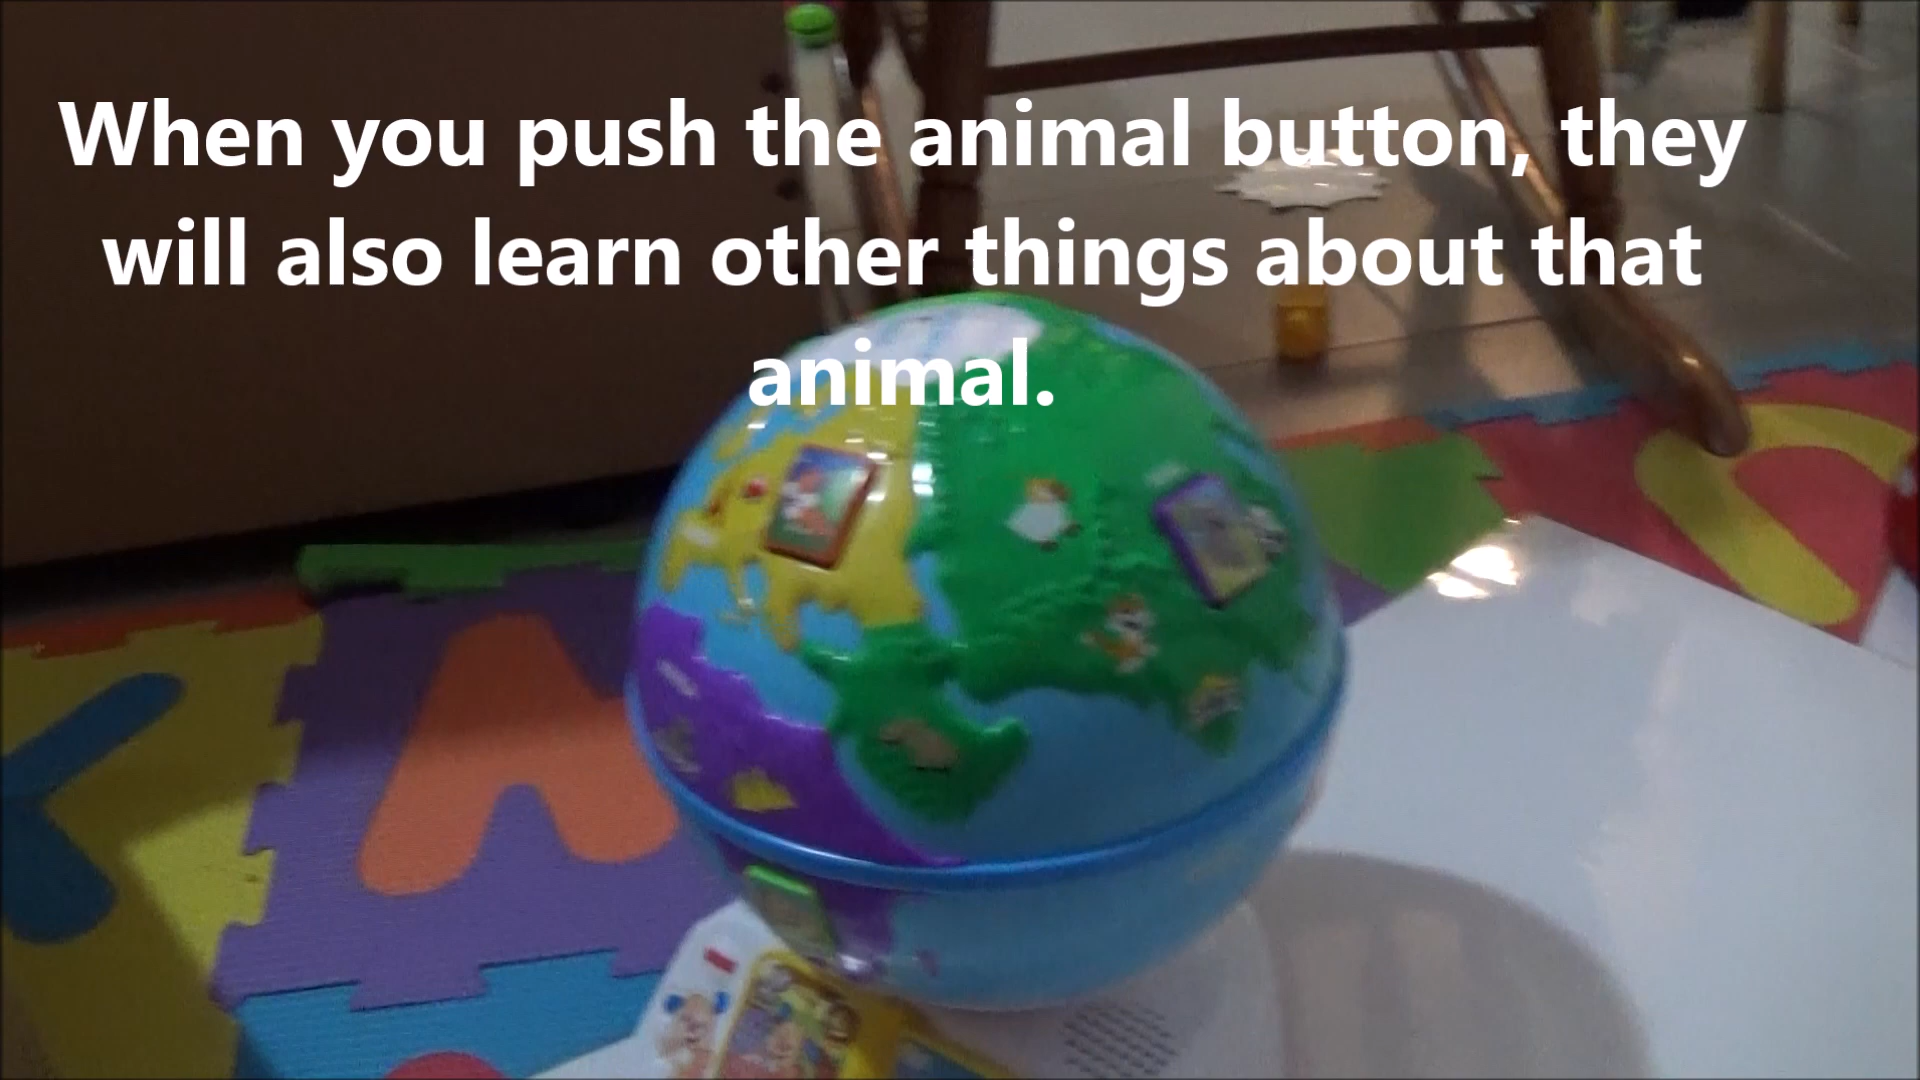 When you push the animal button, they
will also learn other things about that
animal.